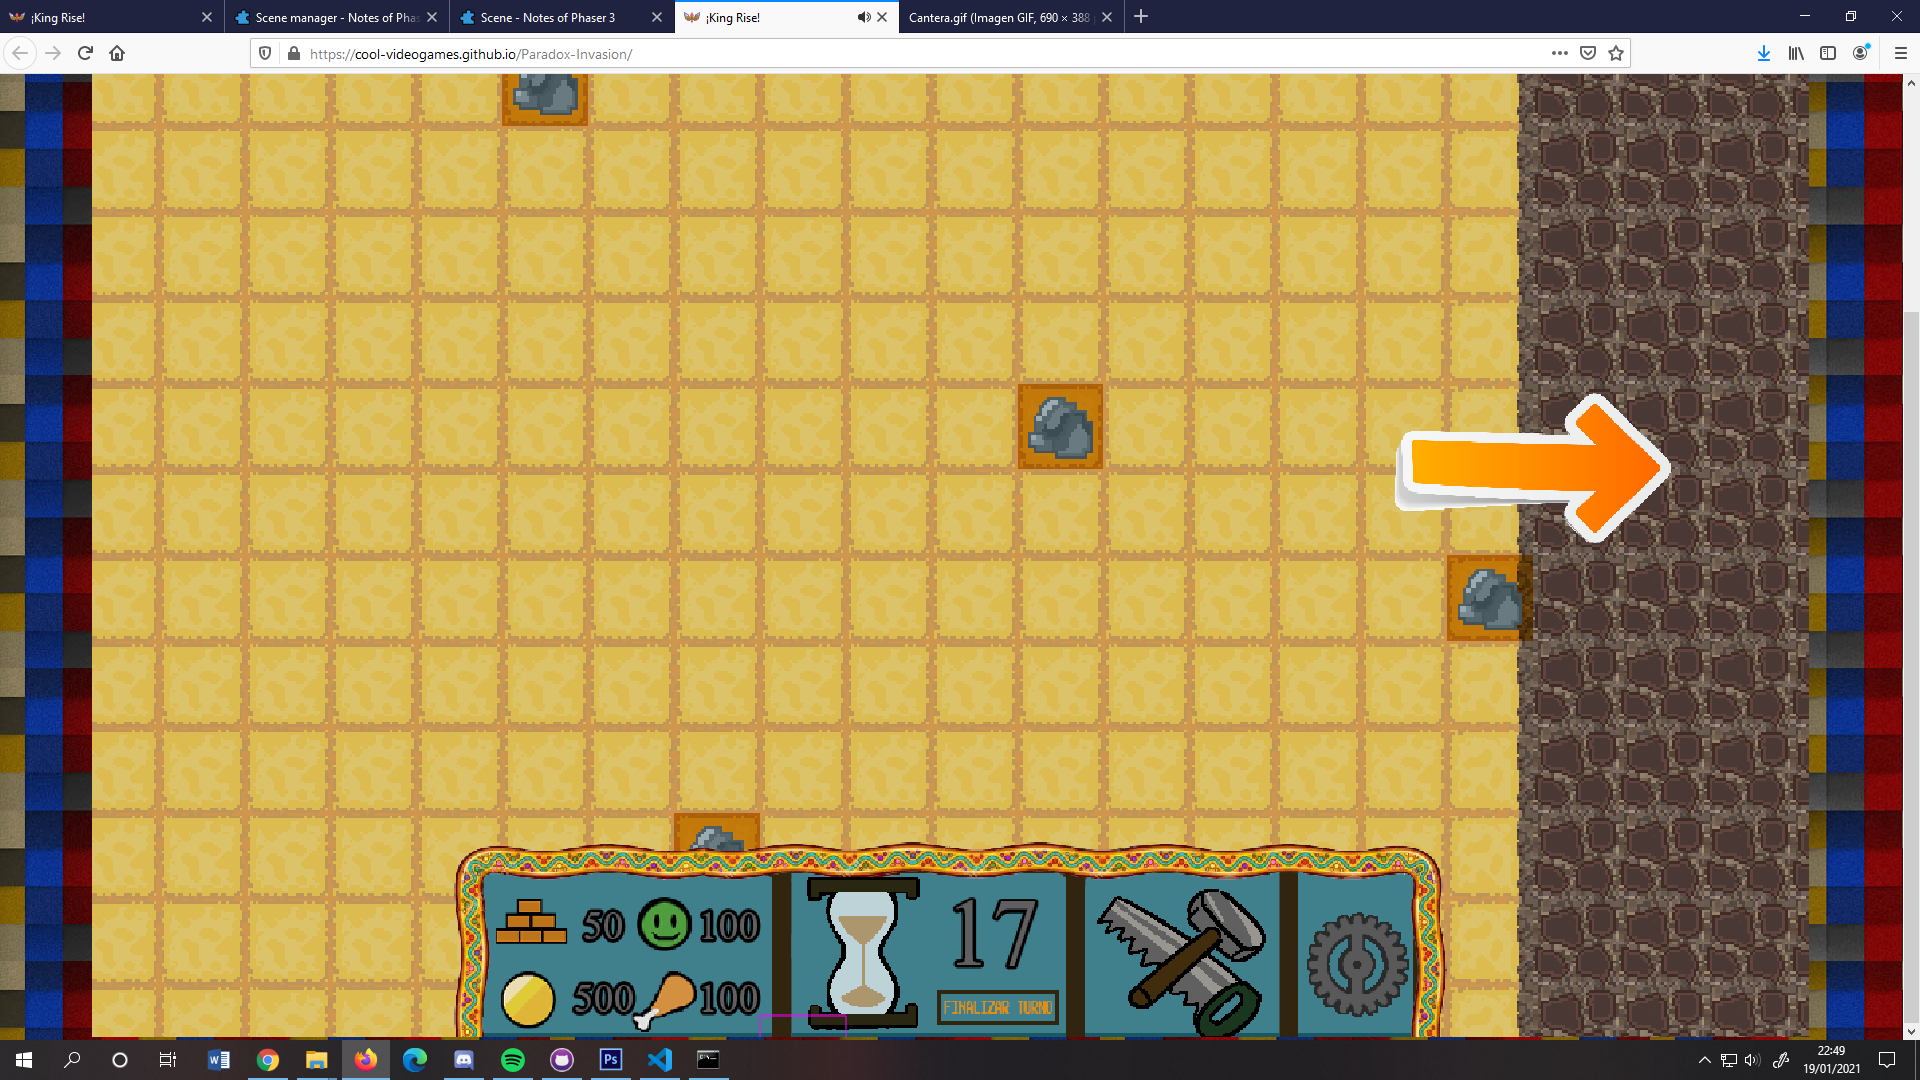 ¡King Rise!
Scene manager - Notes of Phas
Scene - Notes of Phaser 3
¡King Rise!
Cantera.gif (Imagen GIF, 690 × 388
https://cool-videogames.github.io/Paradox-Invasion/
50 100
17
500 100
FINALIZAR TURNO
22:49
19/01/2021